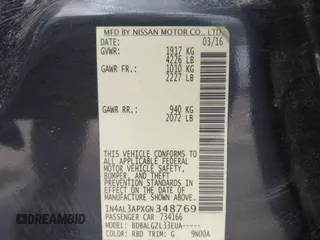 MFD BY NISSAN MOTOR CO., LTD.
DATE: 03/16
GVWR: 1917 KG
4226 LB
GAWR FR.: 1010 KG
2227 LB
GAWR RR.: 940 KG
2072 LB
THIS VEHICLE CONFORMS TO ALL
APPLICABLE FEDERAL MOTOR VEHICLE
SAFETY, BUMPER, AND THEFT
PREVENTION STANDARDS IN EFFECT
ON THE DATE OF MANUFACTURE
SHOWN ABOVE.
1N4AL3APXGN348769
PASSENGER CAR 734166
MODEL: BDBALGZL33EUA-----
COLOR: RBD TRIM: G 9N00A
AUTOBIDMASTER